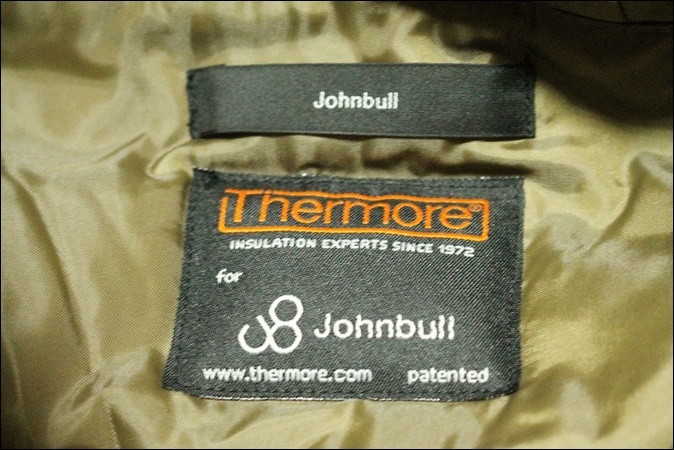 Johnbull
Thermore®
INSULATION EXPERTS SINCE 1972
for
Johnbull
www.thermore.com patented